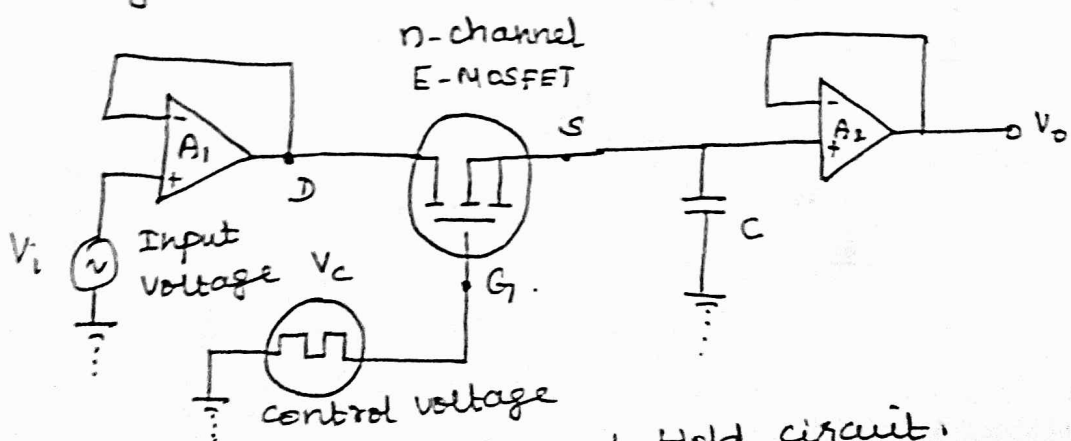 n-channel
E-MOSFET
-
A1
+
D
S
-
A2
+
Vo
C
Vi
Input
voltage
Vc
G.
control voltage
Hold circuit.